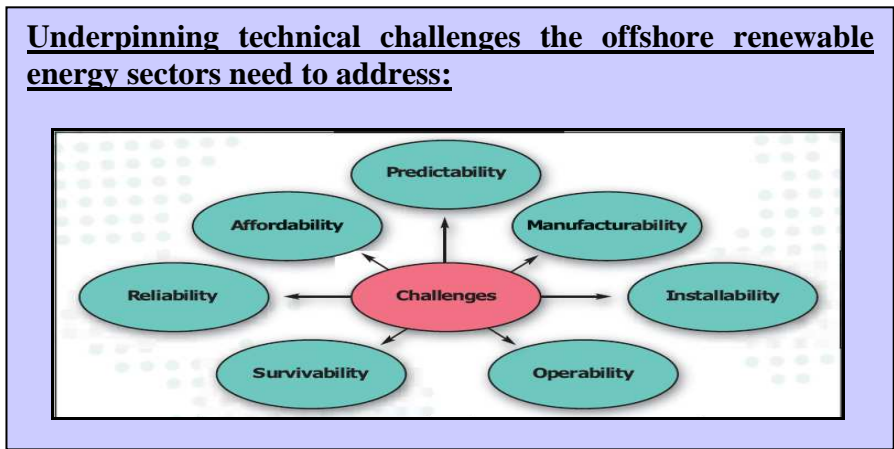 Underpinning technical challenges the offshore renewable
energy sectors need to address:
Predictability
Affordability
Manufacturability
Reliability
Challenges
Installability
Survivability
Operability